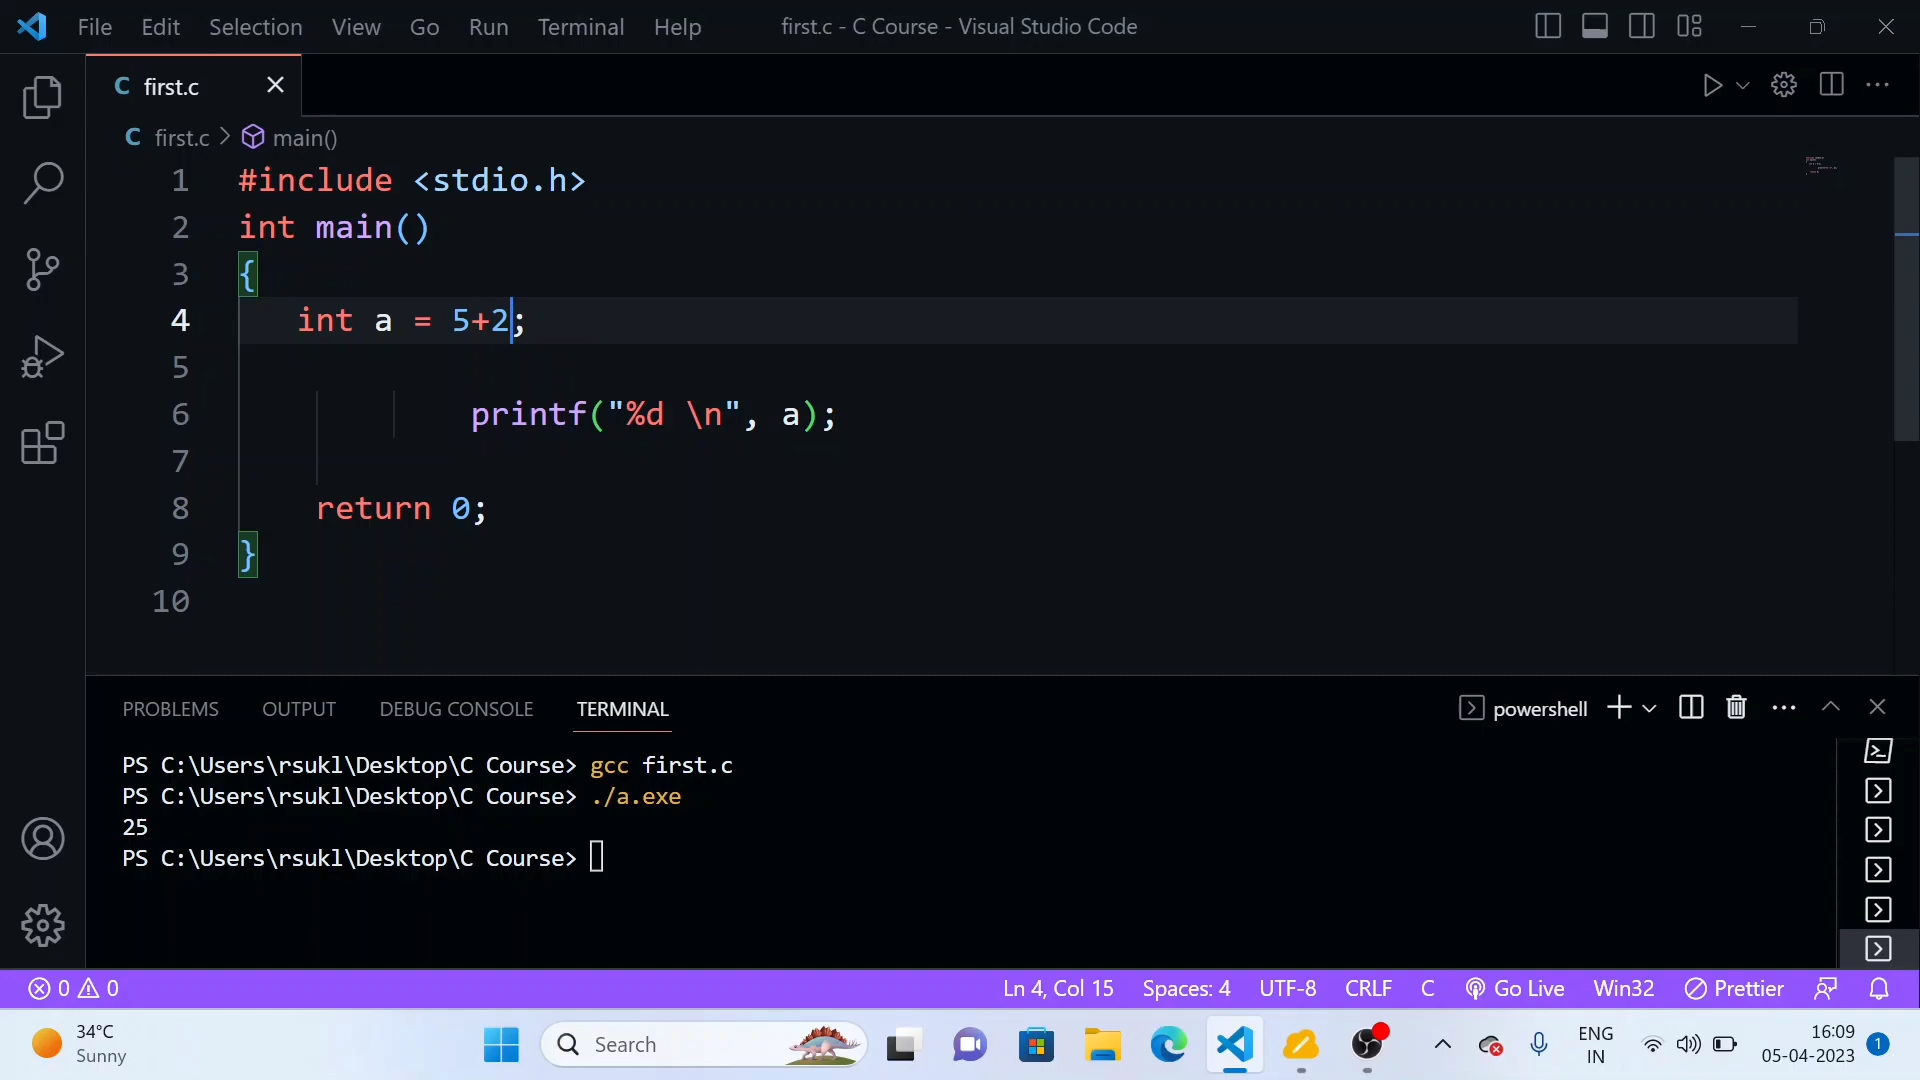 File Edit Selection View Go Run Terminal Help first.c - C Course - Visual Studio Code
C first.c
C first.c > main()
1 #include <stdio.h>
2 int main()
3 {
4 int a = 5+2;
5
6 printf("%d \n", a);
7
8 return 0;
9 }
10
PROBLEMS OUTPUT DEBUG CONSOLE TERMINAL powershell
PS C:\Users\rsukl\Desktop\C Course> gcc first.c
PS C:\Users\rsukl\Desktop\C Course> ./a.exe
25
PS C:\Users\rsukl\Desktop\C Course>
0 0 Ln 4, Col 15 Spaces: 4 UTF-8 CRLF C Go Live Win32 Prettier
34°C
Sunny
Search
ENG
IN
16:09
05-04-2023
1